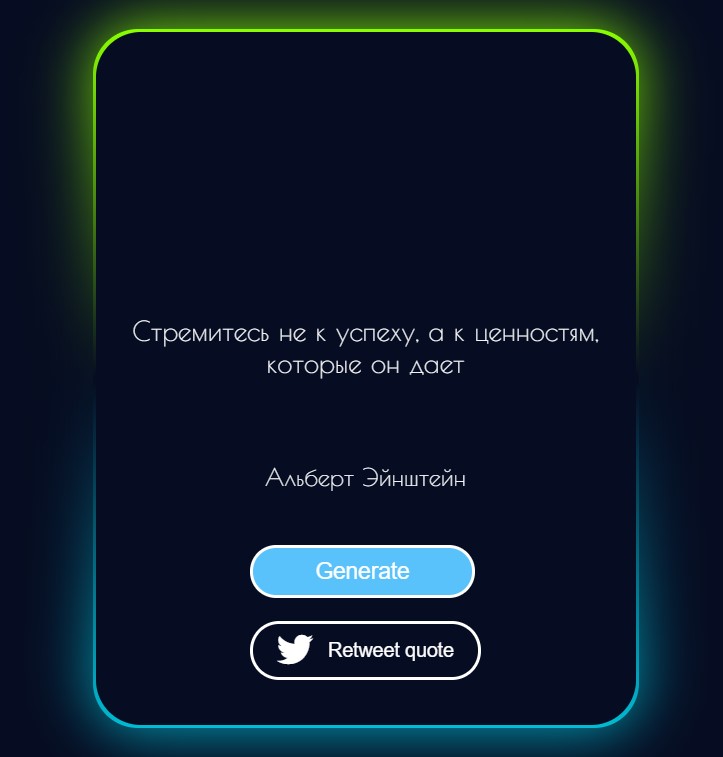 Стремитесь не к успеху, а к ценностям,
которые он дает
Альберт Эйнштейн
Generate
Retweet quote